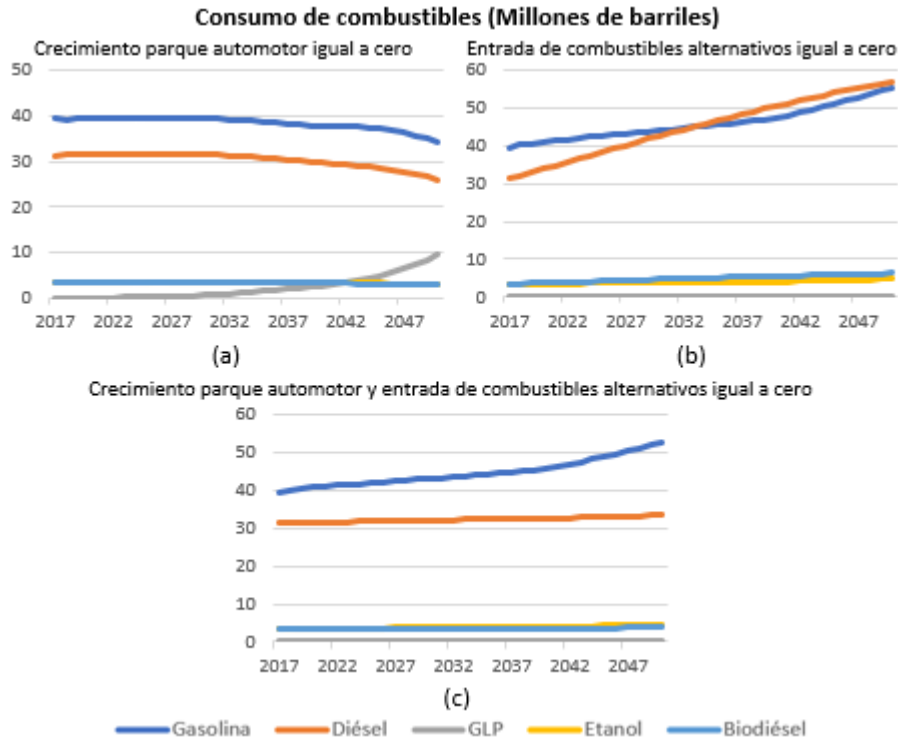 Consumo de combustibles (Millones de barriles)
Crecimiento parque automotor igual a cero
50
40
30
20
10
0
2017 2022 2027 2032 2037 2042 2047
(a)
Entrada de combustibles alternativos igual a cero
60
50
40
30
20
10
0
2017 2022 2027 2032 2037 2042 2047
(b)
Crecimiento parque automotor y entrada de combustibles alternativos igual a cero
60
50
40
30
20
10
0
2017 2022 2027 2032 2037 2042 2047
(c)
Gasolina Diésel GLP Etanol Biodiésel